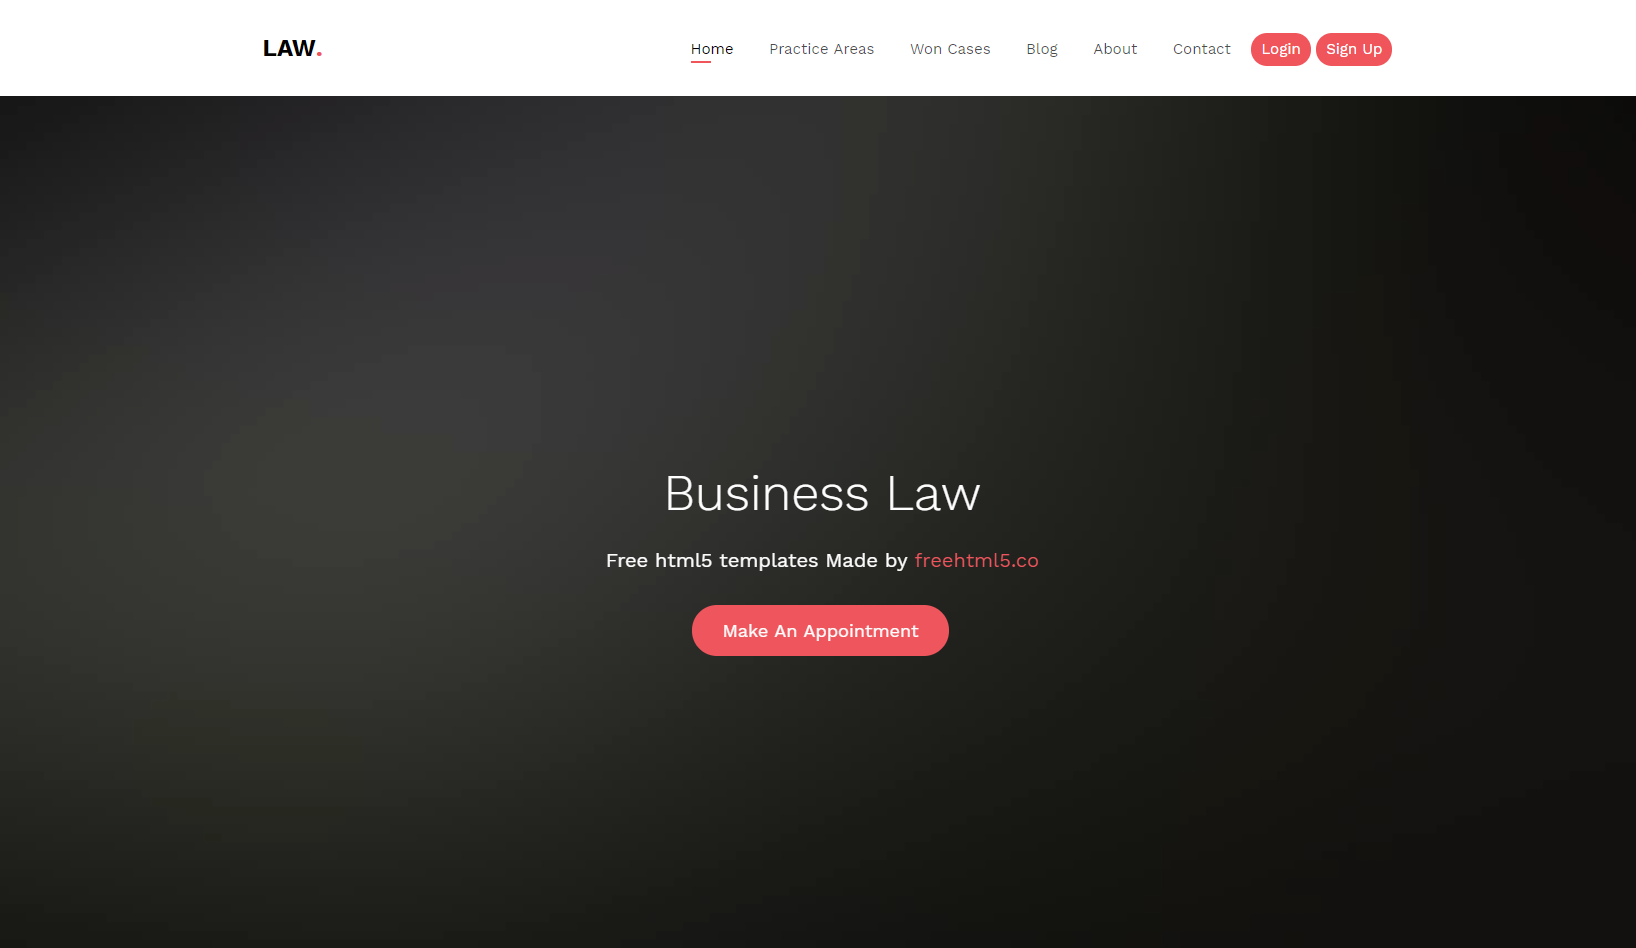 LAW.
Home Practice Areas Won Cases Blog About Contact Login Sign Up
Business Law
Free html5 templates Made by freehtml5.co
Make An Appointment